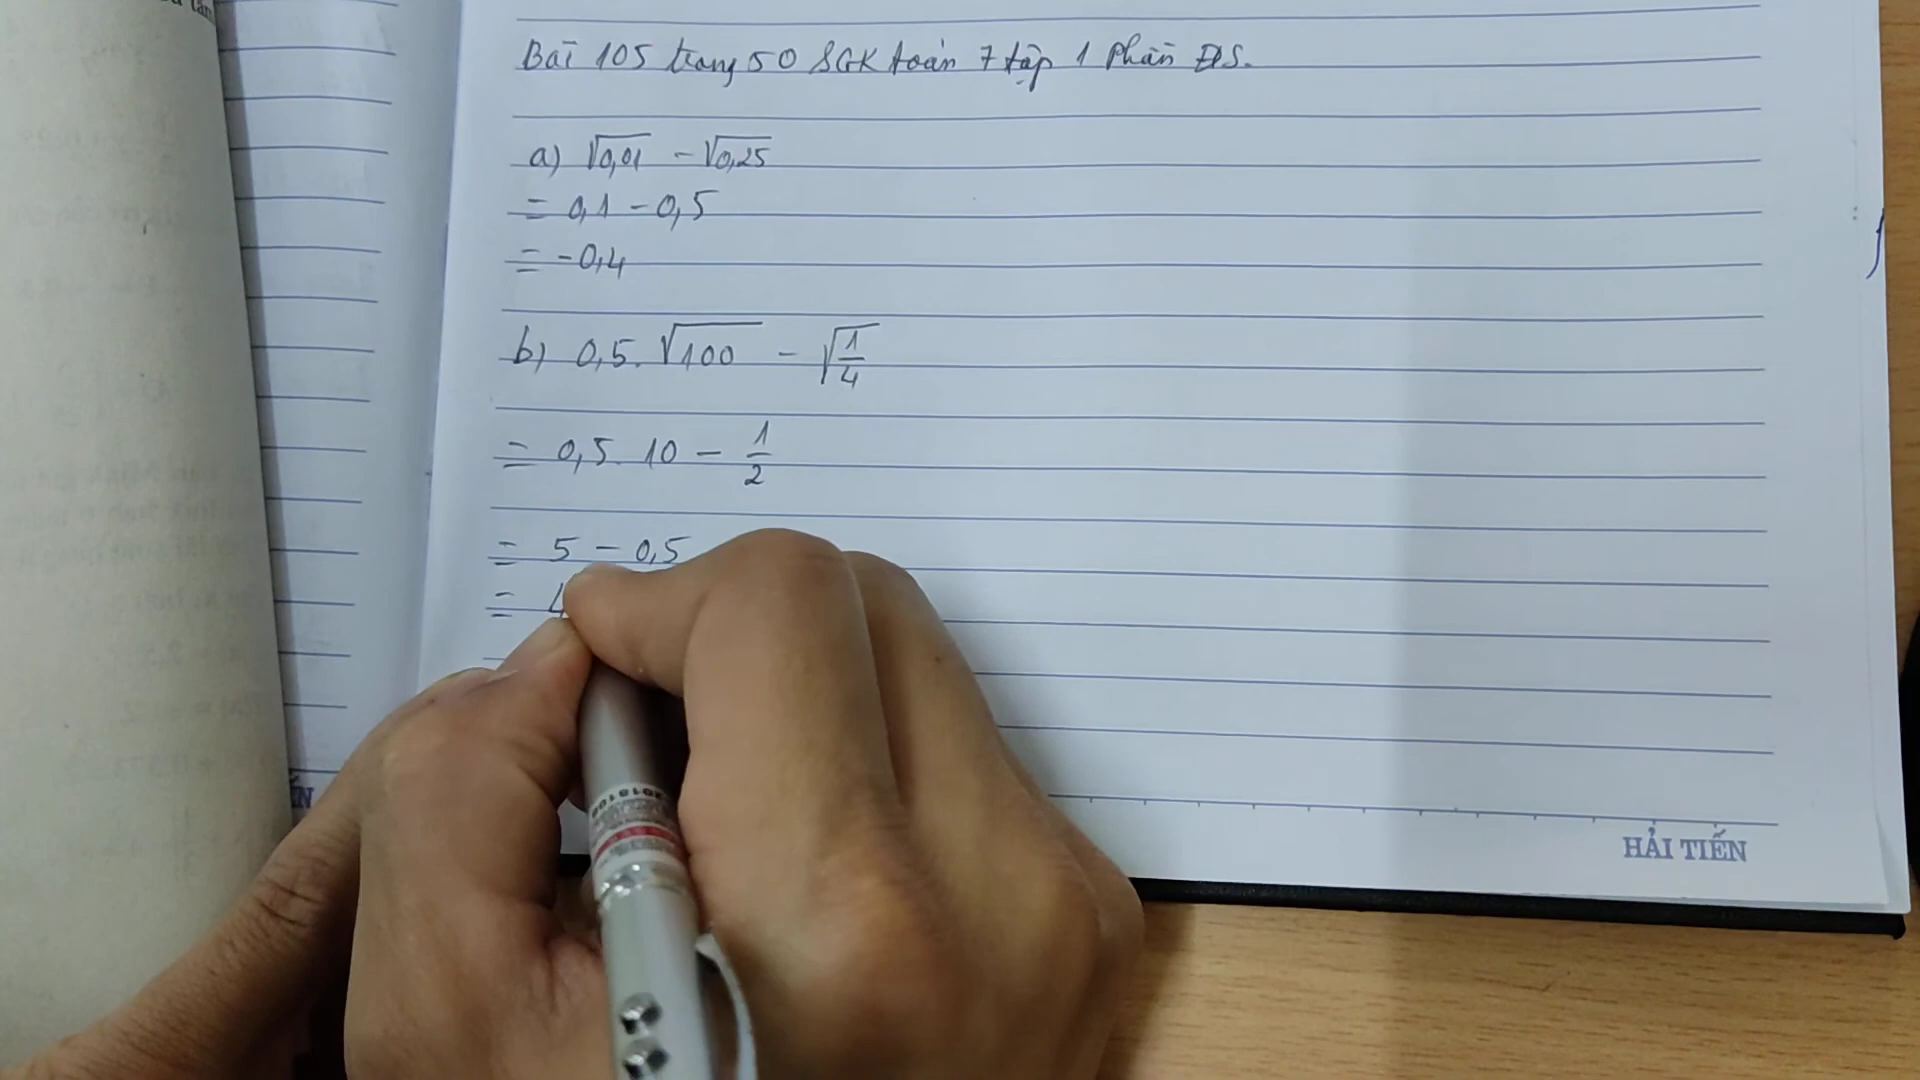 Bài 105 trang 50 SGK toán 7 tập 1 phần ĐS.
a) √0,01 - √0,25
= 0,1 - 0,5
= -0,4
b) 0,5. √100 - √1/4
= 0,5. 10 - 1/2
= 5 - 0,5
= 4
HẢI TIẾN